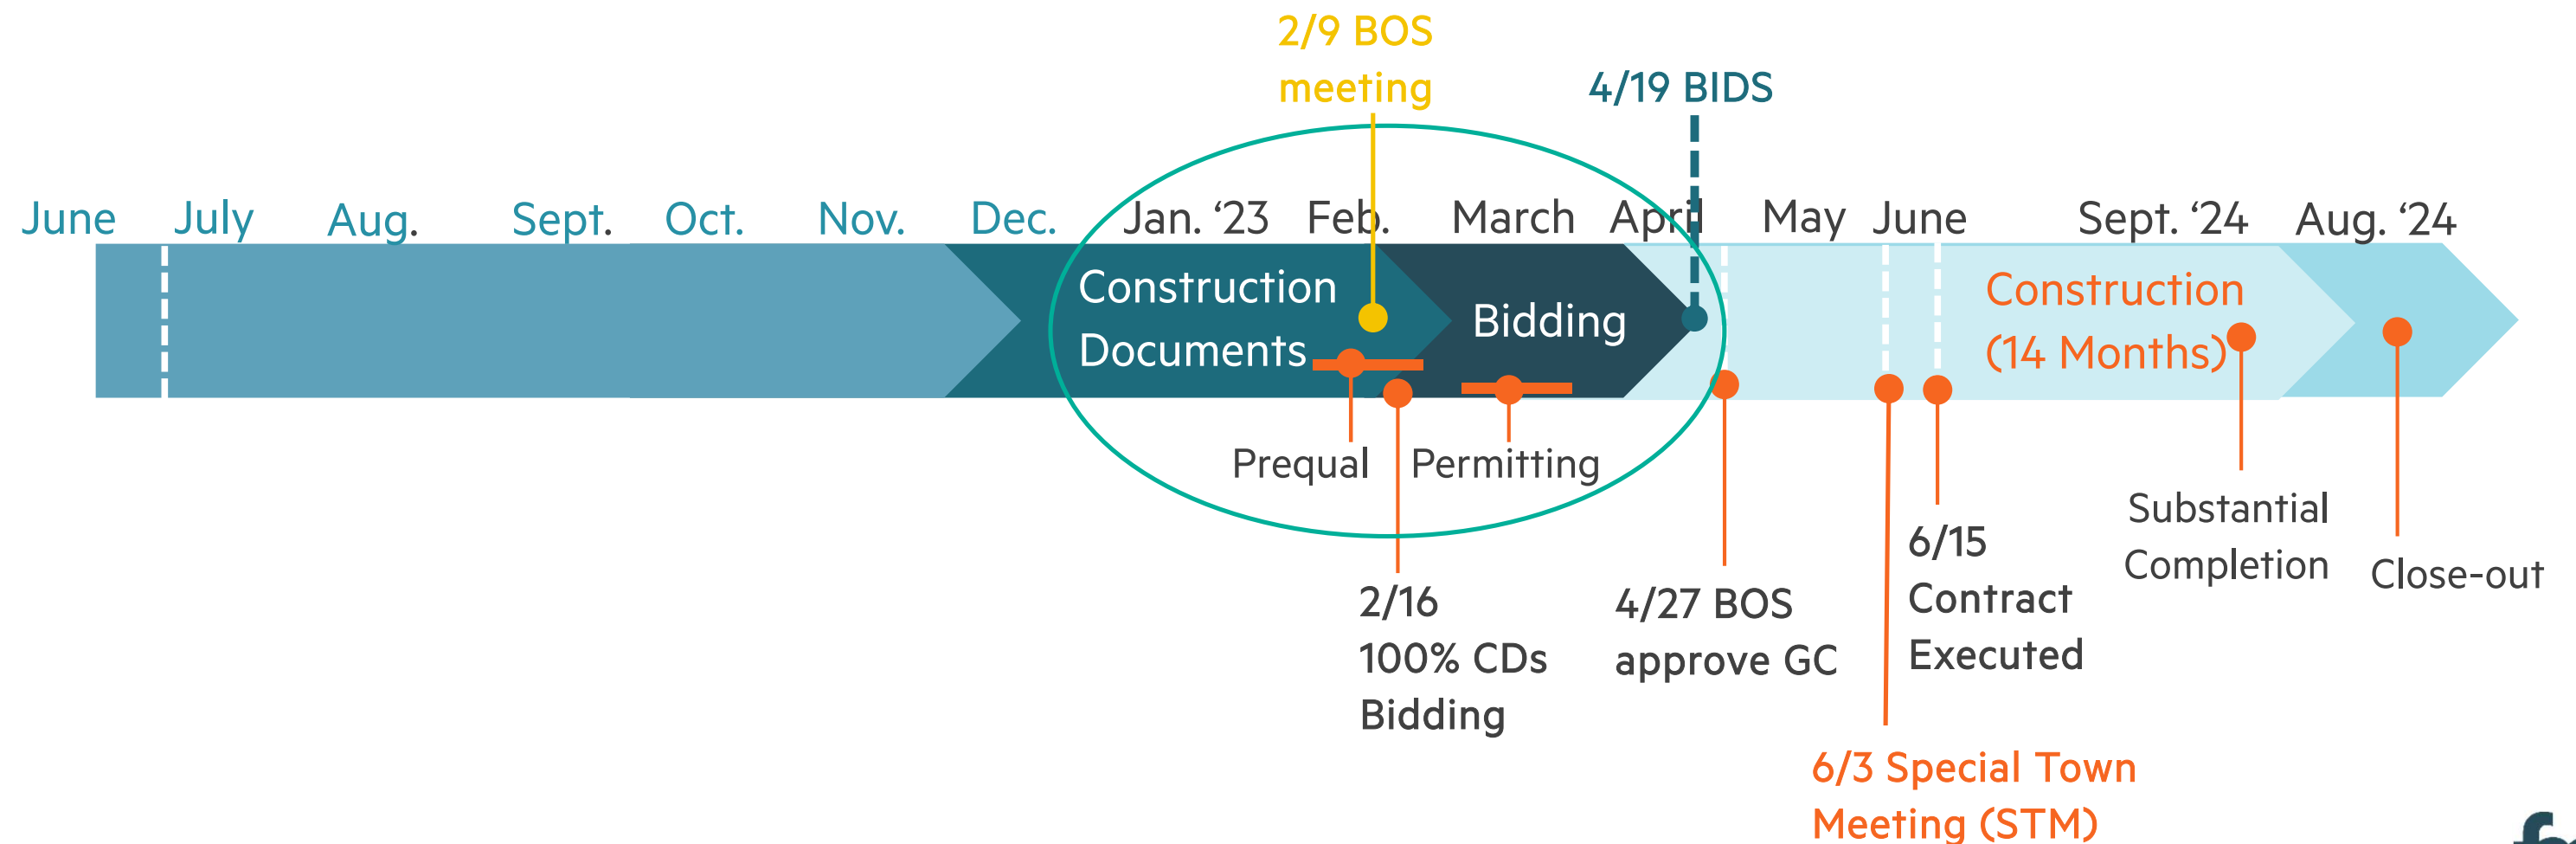 2/9 BOS
meeting
4/19 BIDS
June July Aug. Sept. Oct. Nov. Dec. Jan. ‘23 Feb. March April May June Sept. ‘24 Aug. ‘24
Construction
Documents
Bidding
Construction
(14 Months)
Prequal
Permitting
2/16
100% CDs
Bidding
4/27 BOS
approve GC
6/15
Contract
Executed
Substantial
Completion
Close-out
6/3 Special Town
Meeting (STM)